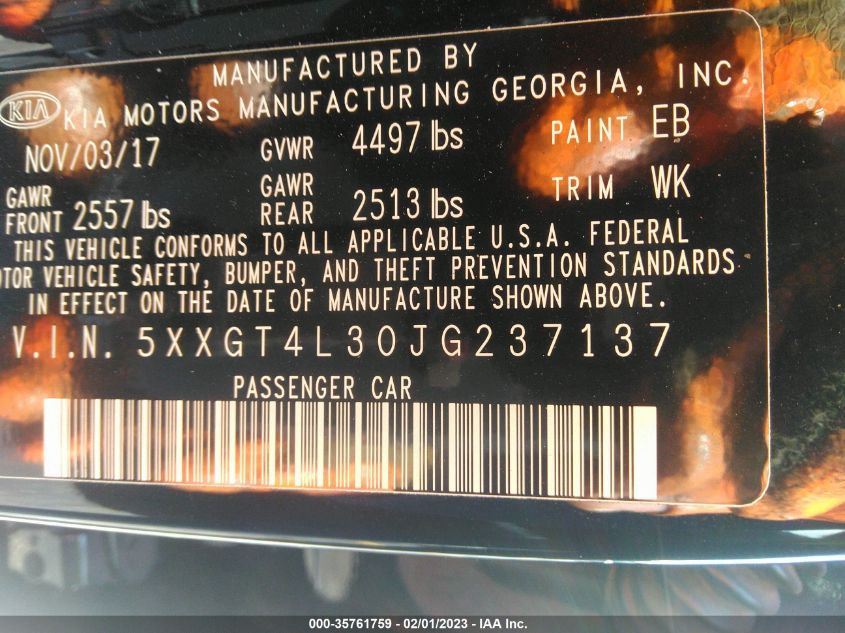 MANUFACTURED BY
KIA KIA MOTORS MANUFACTURING GEORGIA, INC.
NOV/03/17 GVWR 4497 lbs PAINT EB
GAWR FRONT 2557 lbs GAWR REAR 2513 lbs TRIM WK
THIS VEHICLE CONFORMS TO ALL APPLICABLE U.S.A. FEDERAL
OTOR VEHICLE SAFETY, BUMPER, AND THEFT PREVENTION STANDARDS
IN EFFECT ON THE DATE OF MANUFACTURE SHOWN ABOVE.
V.I.N. 5XXGT4L30JG237137
PASSENGER CAR
000-35761759 - 02/01/2023 - IAA Inc.